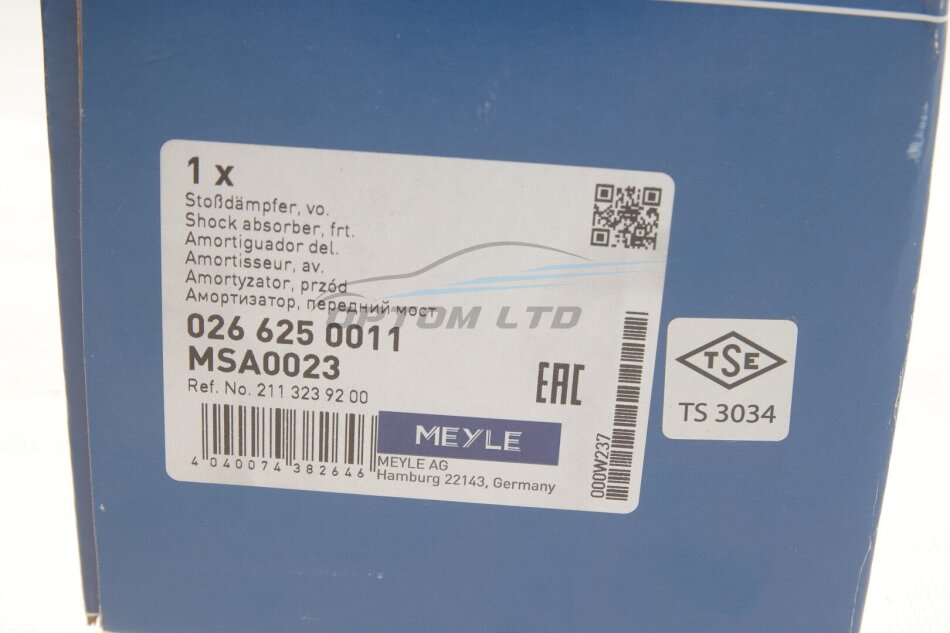 1 x
Stoßdämpfer, vo.
Shock absorber, frt.
Amortiguador del.
Amortisseur, av.
Amortyzator, przód
Амортизатор, передний мост
OPTOM LTD
026 625 0011
MSA0023
Ref. No. 211 323 92 00
EAC
MEYLE
4 040074 382646
MEYLE AG
Hamburg 22143, Germany
000W237
TSE
TS 3034